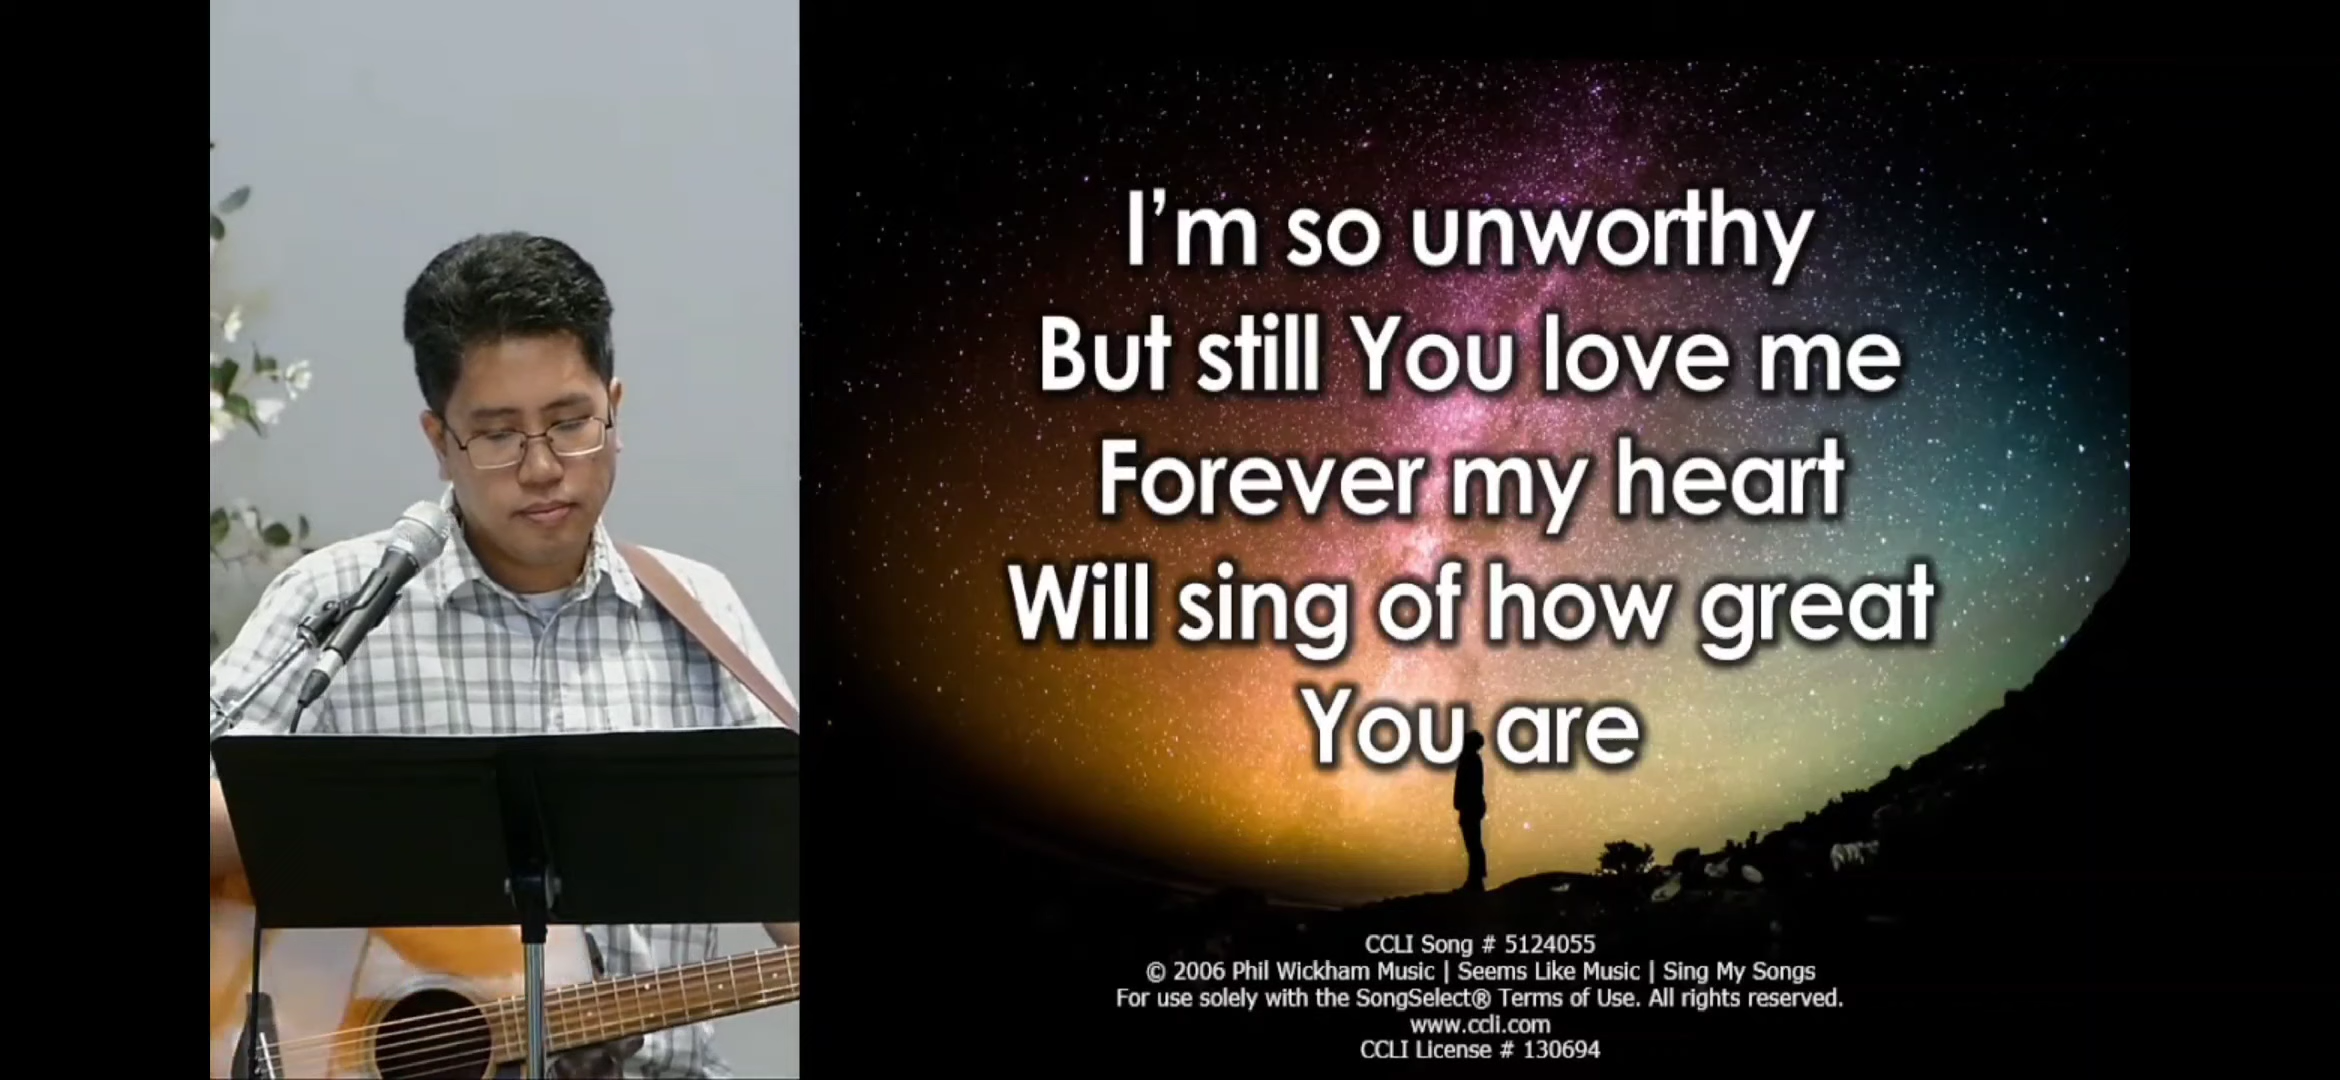 I'm so unworthy
But still You love me
Forever my heart
Will sing of how great
You are
CCLI Song # 5124055
© 2006 Phil Wickham Music | Seems Like Music | Sing My Songs
For use solely with the SongSelect® Terms of Use. All rights reserved.
www.ccli.com
CCLI License # 130694